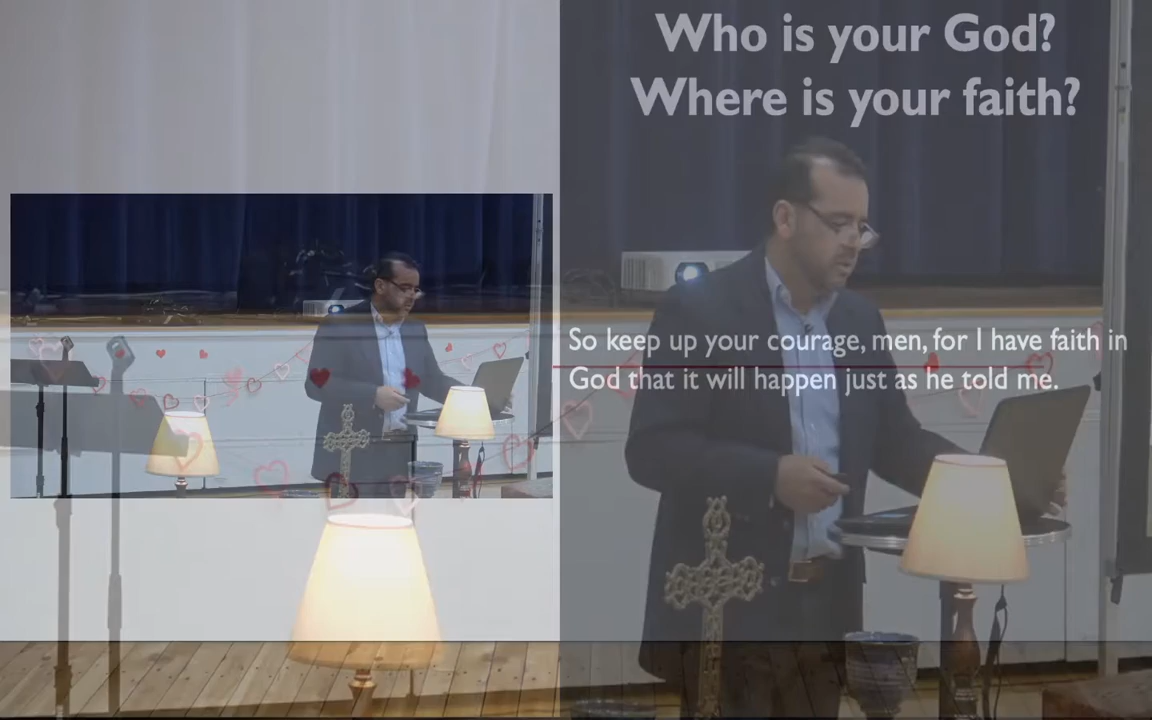 Who is your God?
Where is your faith?
So keep up your courage, men, for I have faith in
God that it will happen just as he told me.